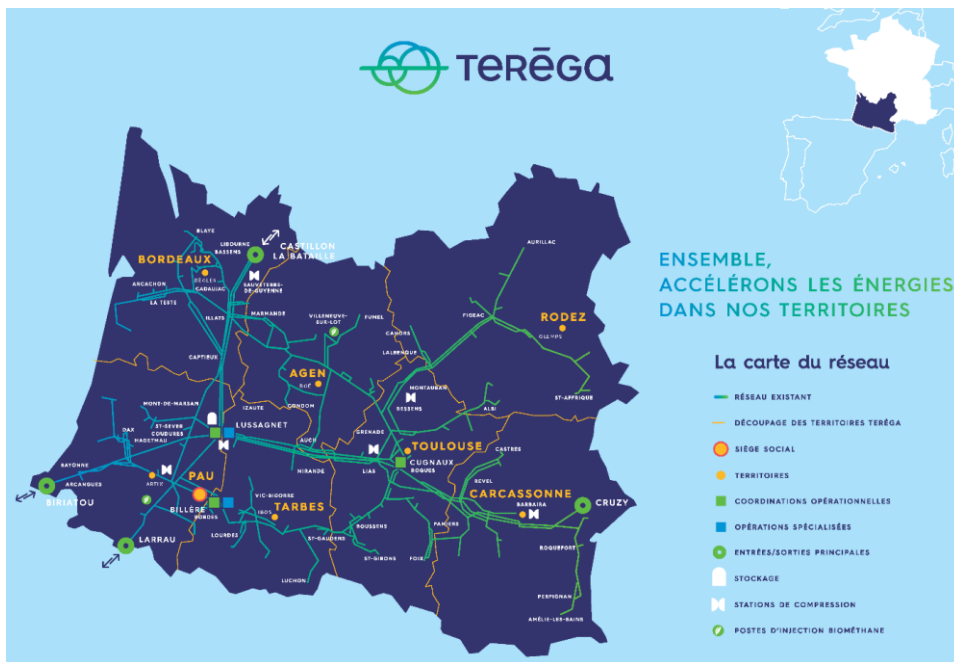 TERĒGA
ENSEMBLE,
ACCÉLÉRONS LES ÉNERGIES
DANS NOS TERRITOIRES
La carte du réseau
RÉSEAU EXISTANT
DÉCOUPAGE DES TERRITOIRES TERÉGA
SIÈGE SOCIAL
TERRITOIRES
COORDINATIONS OPÉRATIONNELLES
OPÉRATIONS SPÉCIALISÉES
ENTRÉES/SORTIES PRINCIPALES
STOCKAGE
STATIONS DE COMPRESSION
POSTES D'INJECTION BIOMÉTHANE
BLAYE
LIBOURNE
BASSENS
CASTILLON
LA BATAILLE
BORDEAUX
BÈGLES
CADAUJAC
SAUVETERRE-
DE-GUYENNE
ARCACHON
LA TESTE
ILLATS
MARMANDE
VILLENEUVE-
SUR-LOT
FUMEL
CAHORS
LALBENQUE
FIGEAC
AURILLAC
RODEZ
OLEMPS
ST-AFFRIQUE
CAPTIEUX
AGEN
BOÉ
CONDOM
MONTAUBAN
BESSENS
ALBI
MONT-DE-MARSAN
IZAUTE
DAX
ST-SEVER
COUDURES
HAGETMAU
LUSSAGNET
AUCH
GRENADE
TOULOUSE
CUGNAUX
ROQUES
CASTRES
REVEL
BAYONNE
ARCANGUES
BIRIATOU
ARTIX
PAU
BILLÈRE
BORDES
LOURDES
VIC-BIGORRE
IBOS
TARBES
MIRANDE
LIAS
CARCASSONNE
BARBAIRA
CRUZY
LARRAU
ST-GAUDENS
BOUSSENS
ST-GIRONS
FOIX
PAMIERS
LUCHON
ROQUEFORT
PERPIGNAN
AMÉLIE-LES-BAINS